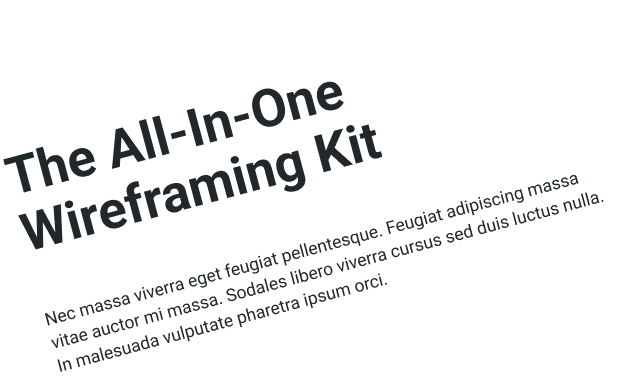 The All-In-One
Wireframing Kit
Nec massa viverra eget feugiat pellentesque. Feugiat adipiscing massa
vitae auctor mi massa. Sodales libero viverra cursus sed duis luctus nulla.
In malesuada vulputate pharetra ipsum orci.